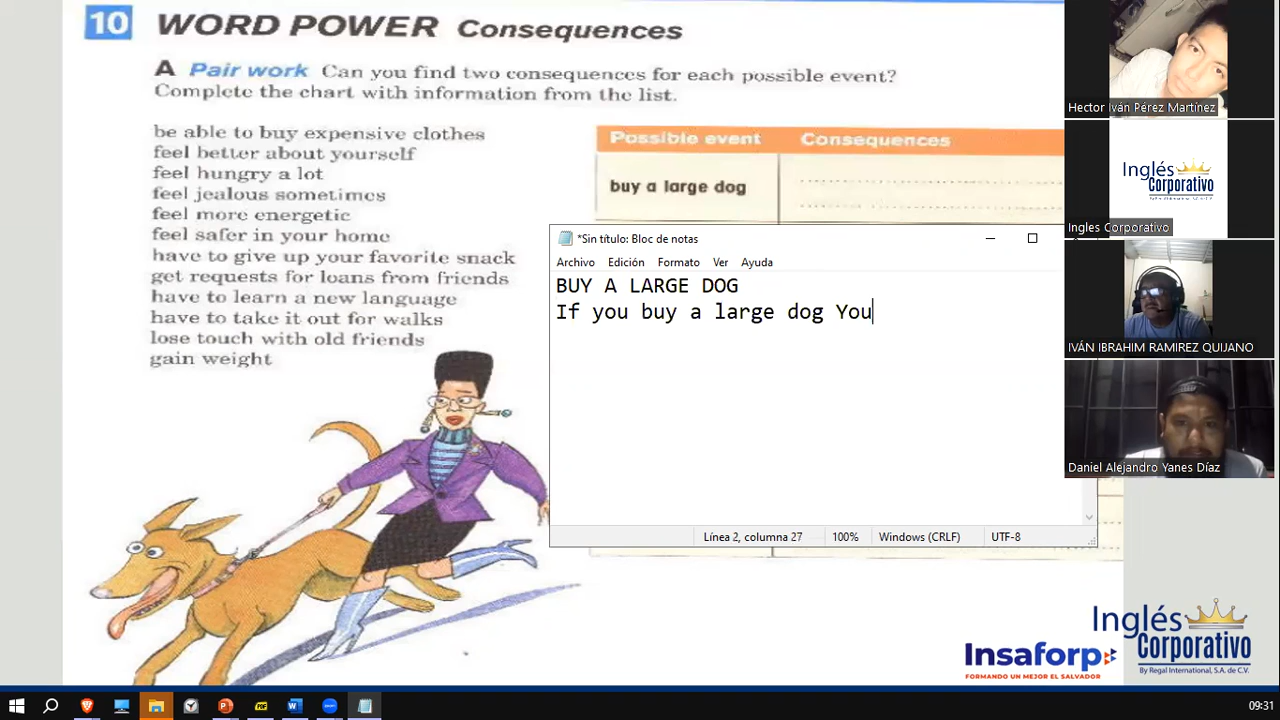 10 WORD POWER Consequences
A Pair work Can you find two consequences for each possible event?
Complete the chart with information from the list.
be able to buy expensive clothes
feel better about yourself
feel hungry a lot
feel jealous sometimes
feel more energetic
feel safer in your home
have to give up your favorite snack
get requests for loans from friends
have to learn a new language
have to take it out for walks
lose touch with old friends
gain weight
Possible event Consequences
buy a large dog
*Sin título: Bloc de notas
Archivo Edición Formato Ver Ayuda
BUY A LARGE DOG
If you buy a large dog You
Línea 2, columna 27 100% Windows (CRLF) UTF-8
Hector Iván Pérez Martínez
Inglés
Corporativo
Ingles Corporativo
IVÁN IBRAHIM RAMIREZ QUIJANO
Daniel Alejandro Yanes Díaz
Insaforp
FORMANDO UN MEJOR EL SALVADOR
Inglés
Corporativo
By Regal International, S.A. de C.V.
09:31